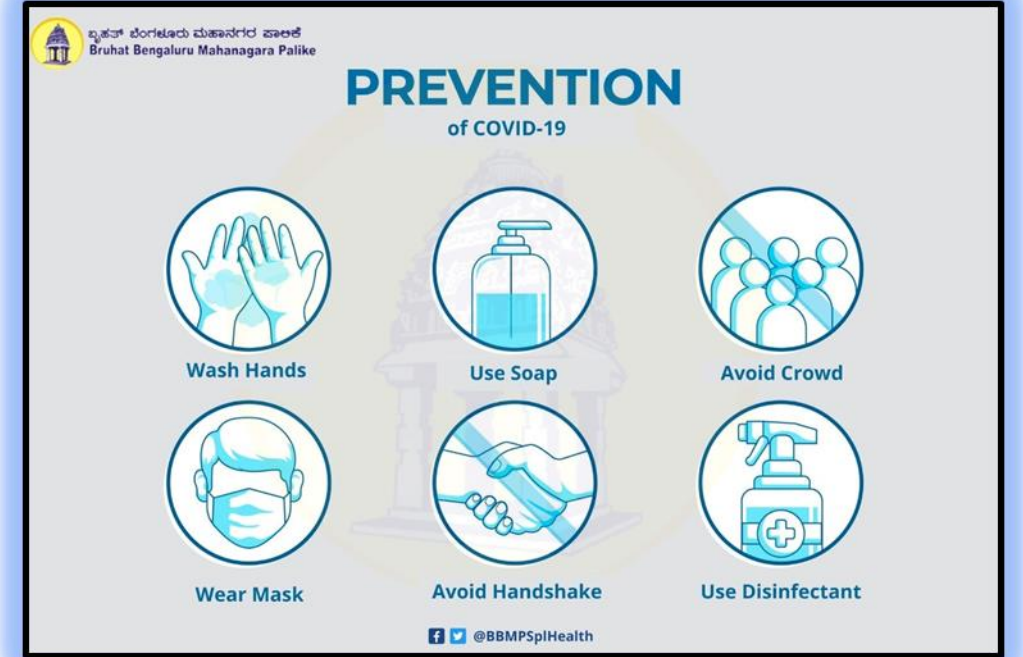 ಬೃಹತ್ ಬೆಂಗಳೂರು ಮಹಾನಗರ ಪಾಲಿಕೆ
Bruhat Bengaluru Mahanagara Palike
PREVENTION
of COVID-19
Wash Hands
Use Soap
Avoid Crowd
Wear Mask
Avoid Handshake
Use Disinfectant
@BBMPSplHealth